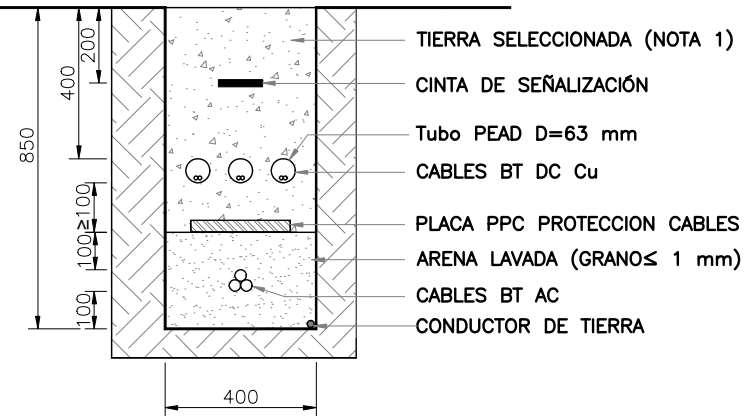 TIERRA SELECCIONADA (NOTA 1)
CINTA DE SEÑALIZACIÓN
Tubo PEAD D=63 mm
CABLES BT DC Cu
PLACA PPC PROTECCION CABLES
ARENA LAVADA (GRANO≤ 1 mm)
CABLES BT AC
CONDUCTOR DE TIERRA
200
400
850
≥100
100
100
400